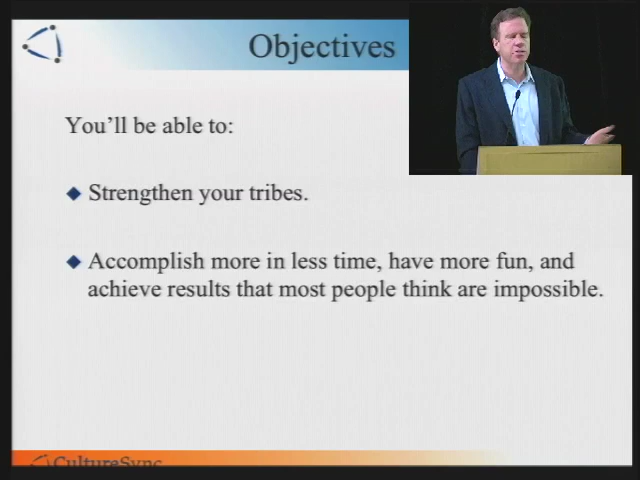 Objectives
You'll be able to:
Strengthen your tribes.
Accomplish more in less time, have more fun, and
achieve results that most people think are impossible.
CultureSync